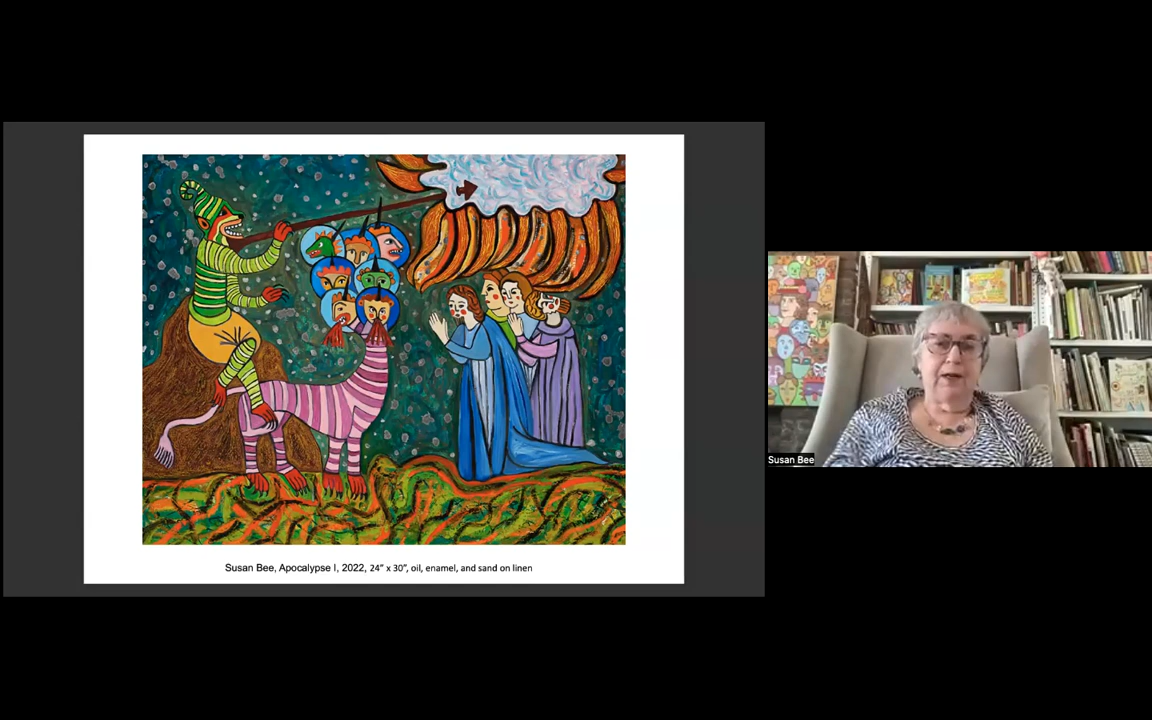 Susan Bee, Apocalypse I, 2022, 24” x 30”, oil, enamel, and sand on linen
Susan Bee